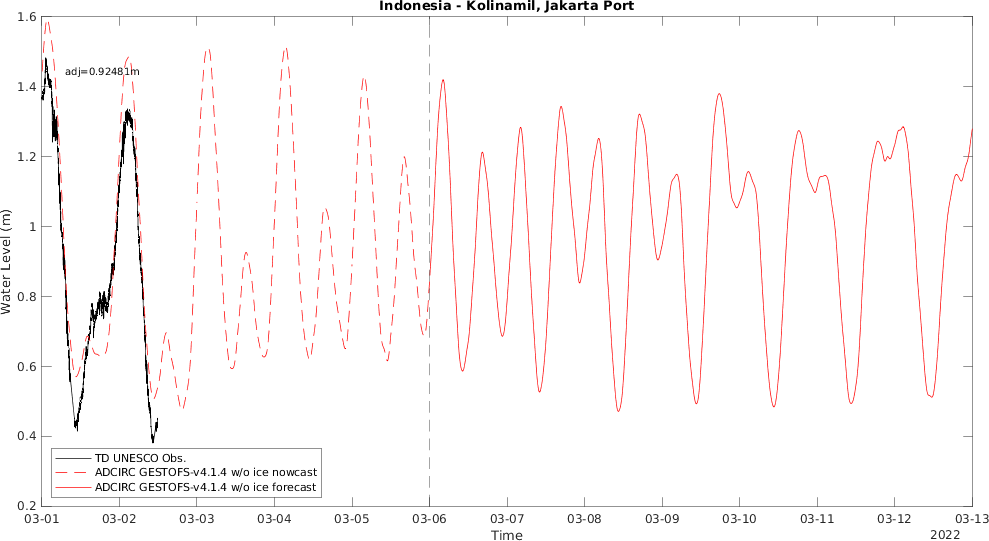 Indonesia - Kolinamil, Jakarta Port
1.6
1.4
1.2
1
0.8
0.6
0.4
0.2
Water Level (m)
adj=0.92481m
TD UNESCO Obs.
ADCIRC GESTOFS-v4.1.4 w/o ice nowcast
ADCIRC GESTOFS-v4.1.4 w/o ice forecast
03-01 03-02 03-03 03-04 03-05 03-06 03-07 03-08 03-09 03-10 03-11 03-12 03-13
Time
2022